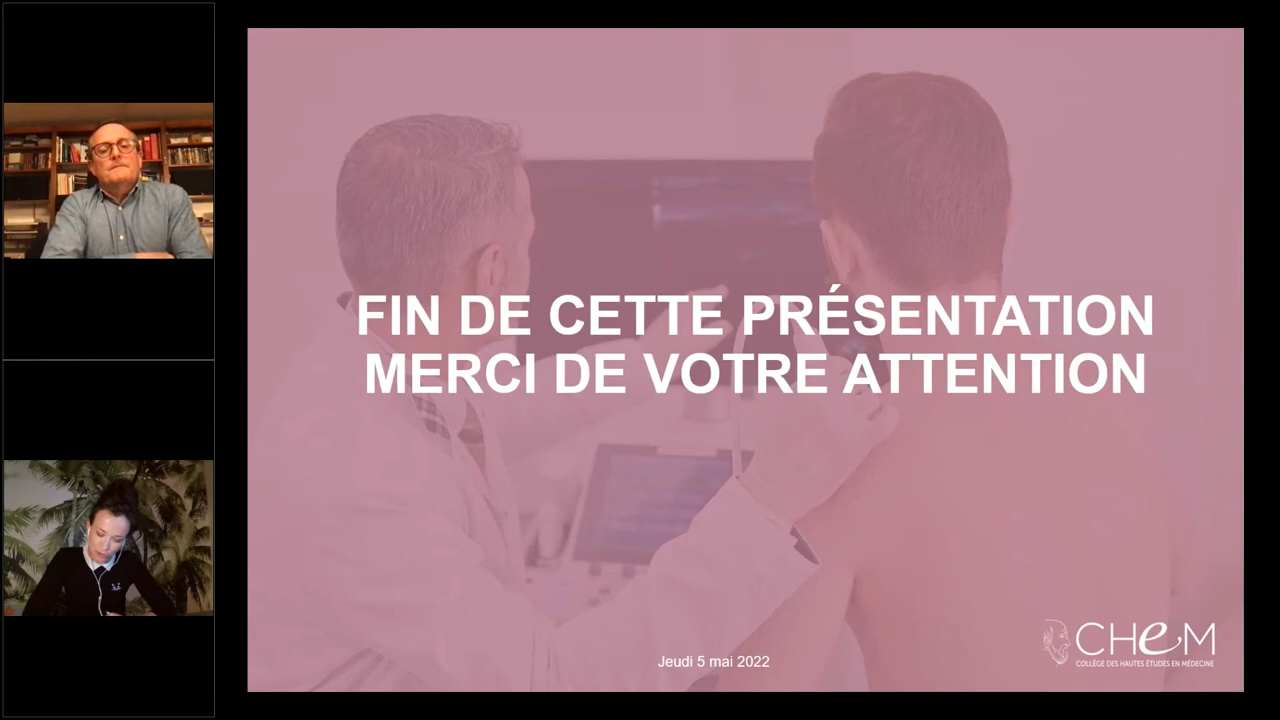 FIN DE CETTE PRÉSENTATION
MERCI DE VOTRE ATTENTION
Jeudi 5 mai 2022
CHeM
COLLÈGE DES HAUTES ÉTUDES EN MÉDECINE